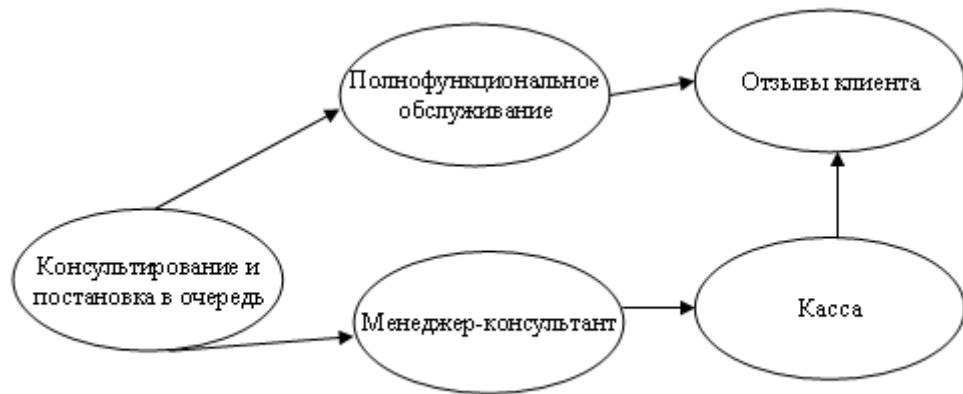 Полнофункциональное
обслуживание
Отзывы клиента
Консультирование и
постановка в очередь
Менеджер-консультант
Касса